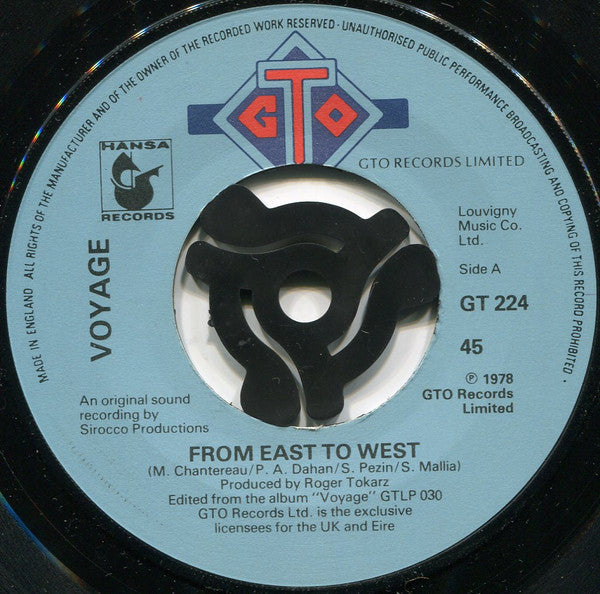 MADE IN ENGLAND ALL RIGHTS OF THE MANUFACTURER AND OF THE OWNER OF THE RECORDED WORK RESERVED · UNAUTHORISED PUBLIC PERFORMANCE BROADCASTING AND COPYING OF THIS RECORD PROHIBITED ·
GTO
GTO RECORDS LIMITED
HANSA
RECORDS
VOYAGE
Louvigny
Music Co.
Ltd.
Side A
GT 224
45
℗ 1978
GTO Records
Limited
An original sound
recording by
Sirocco Productions
FROM EAST TO WEST
(M. Chantereau/P. A. Dahan/S. Pezin/S. Mallia)
Produced by Roger Tokarz
Edited from the album "Voyage" GTLP 030
GTO Records Ltd. is the exclusive
licensees for the UK and Eire